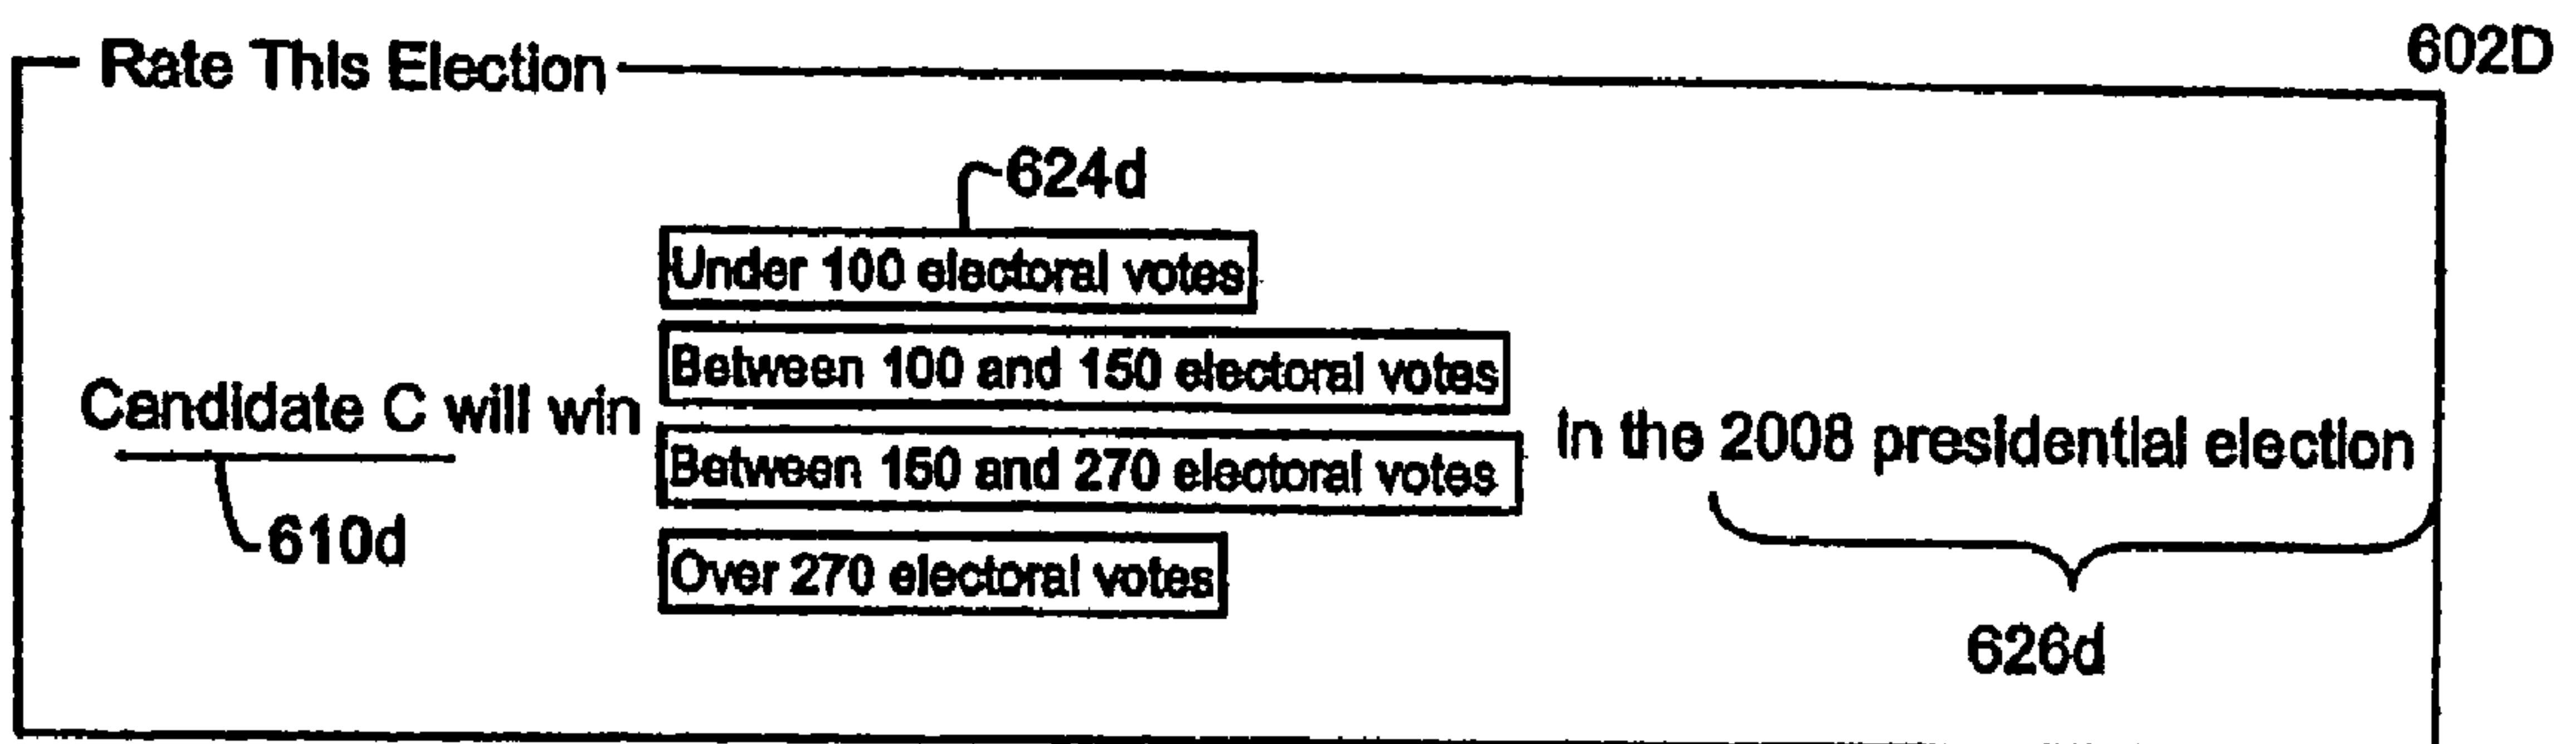 Rate This Election
602D
624d
Under 100 electoral votes
Between 100 and 150 electoral votes
Candidate C will win
Between 150 and 270 electoral votes
in the 2008 presidential election
610d
Over 270 electoral votes
626d